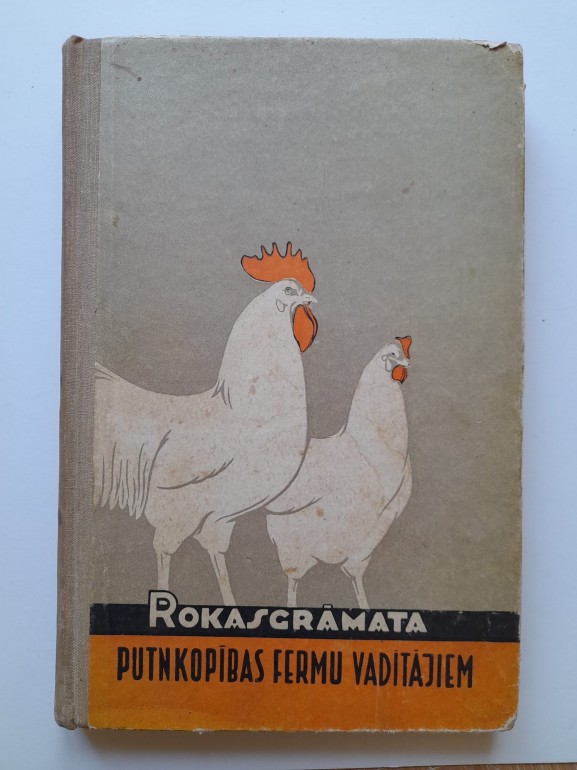 ROKASGRĀMATA
PUTNKOPĪBAS FERMU VADĪTĀJIEM